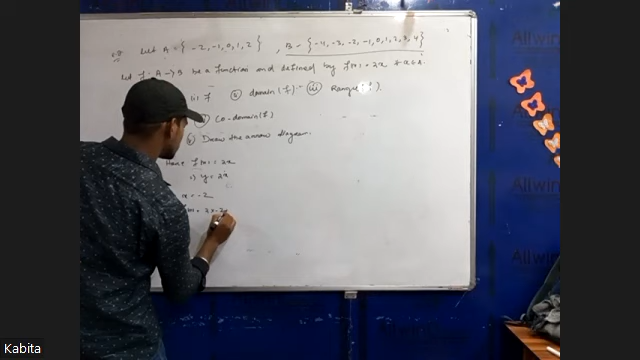 Let A = { -2, -1, 0, 1, 2 } , B = { -4, -3, -2, -1, 0, 1, 2, 3, 4 }
Let f : A -> B be a function and defined by f(x) = 2x ∀ x ∈ A.
(i) f (ii) domain (f) (iii) Range (f).
Co-domain (f)
Draw the arrow diagram.
Here f(x) = 2x
y = 2x
x = -2
= 2 x -2
Allwin
Allwin
Allwin
Kabita